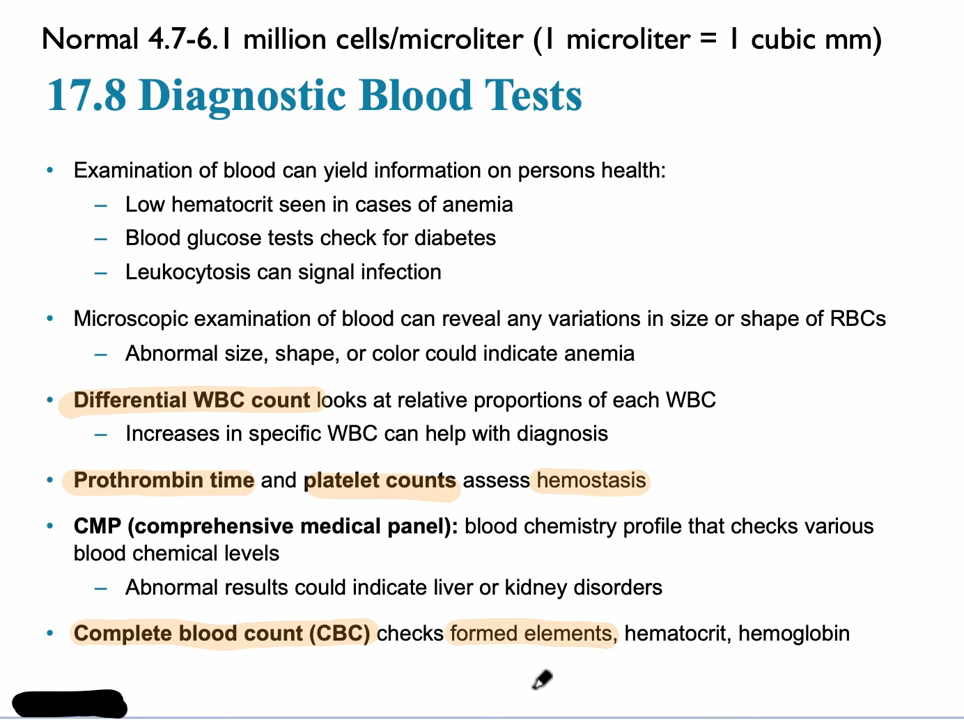 Normal 4.7-6.1 million cells/microliter (1 microliter = 1 cubic mm)
17.8 Diagnostic Blood Tests
• Examination of blood can yield information on persons health:
– Low hematocrit seen in cases of anemia
– Blood glucose tests check for diabetes
– Leukocytosis can signal infection
• Microscopic examination of blood can reveal any variations in size or shape of RBCs
– Abnormal size, shape, or color could indicate anemia
• Differential WBC count looks at relative proportions of each WBC
– Increases in specific WBC can help with diagnosis
• Prothrombin time and platelet counts assess hemostasis
• CMP (comprehensive medical panel): blood chemistry profile that checks various
blood chemical levels
– Abnormal results could indicate liver or kidney disorders
• Complete blood count (CBC) checks formed elements, hematocrit, hemoglobin